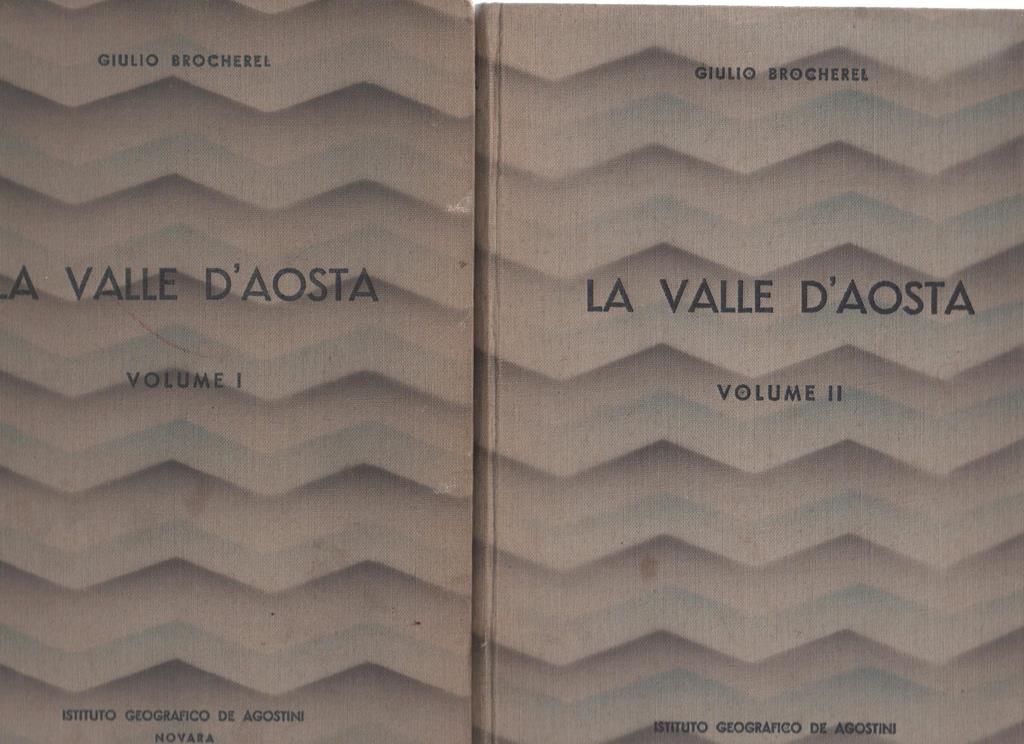 GIULIO BROCHEREL
LA VALLE D'AOSTA
VOLUME I
ISTITUTO GEOGRAFICO DE AGOSTINI
NOVARA
GIULIO BROCHEREL
LA VALLE D'AOSTA
VOLUME II
ISTITUTO GEOGRAFICO DE AGOSTINI